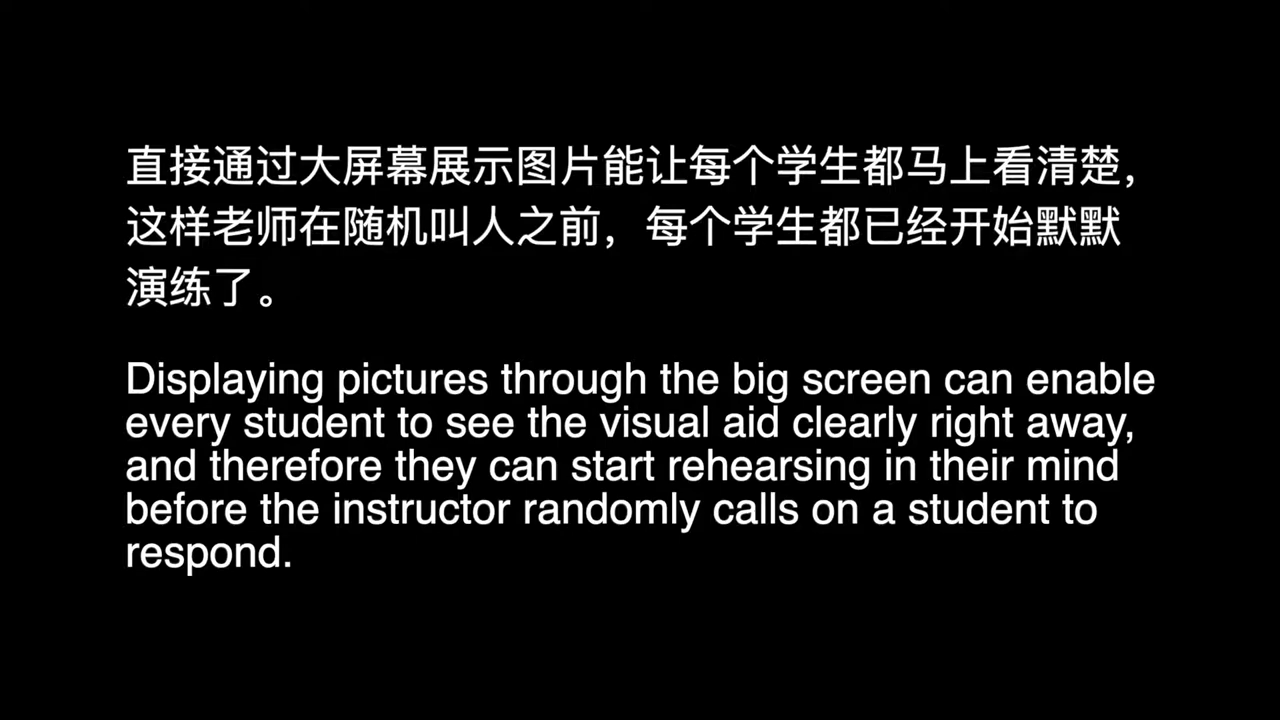 直接通过大屏幕展示图片能让每个学生都马上看清楚，
这样老师在随机叫人之前，每个学生都已经开始默默
演练了。
Displaying pictures through the big screen can enable
every student to see the visual aid clearly right away,
and therefore they can start rehearsing in their mind
before the instructor randomly calls on a student to
respond.